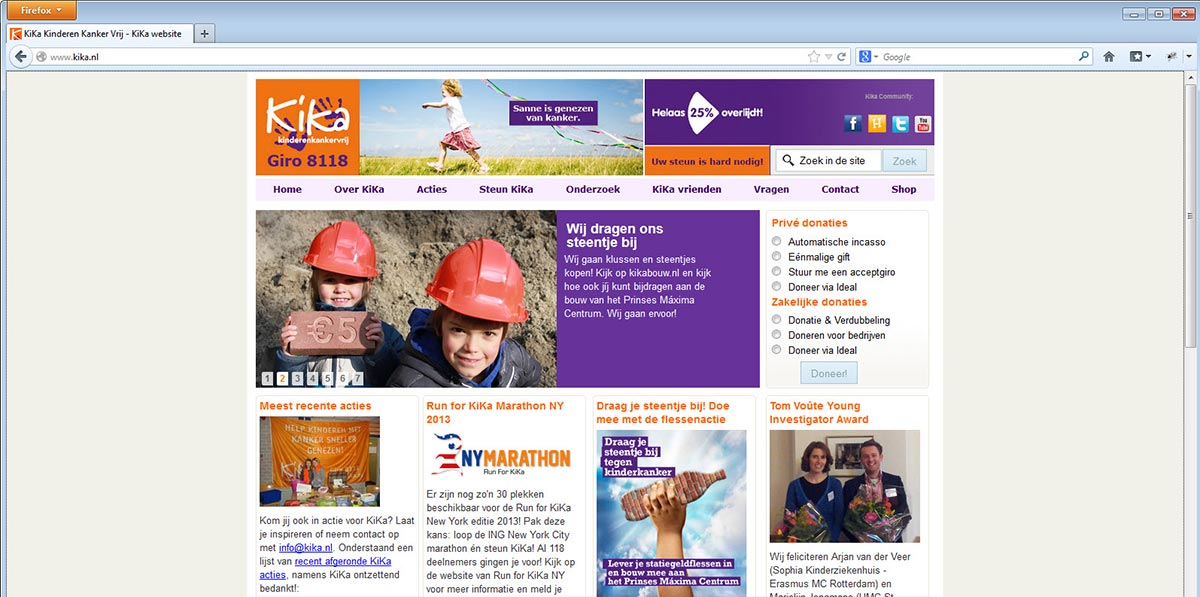 Firefox
KiKa Kinderen Kanker Vrij - KiKa website
www.kika.nl
Google
KiKa
kinderenkankervrij
Giro 8118
Sanne is genezen
van kanker.
Helaas 25% overlijdt!
Kika Community:
You
Tube
Uw steun is hard nodig!
Zoek in de site
Zoek
Home Over KiKa Acties Steun KiKa Onderzoek KiKa vrienden Vragen Contact Shop
€5
1 2 3 4 5 6 7
Wij dragen ons
steentje bij
Wij gaan klussen en steentjes
kopen! Kijk op kikabouw.nl en kijk
hoe ook jíj kunt bijdragen aan de
bouw van het Prinses Máxima
Centrum. Wij gaan ervoor!
Privé donaties
Automatische incasso
Eénmalige gift
Stuur me een acceptgiro
Doneer via Ideal
Zakelijke donaties
Donatie & Verdubbeling
Doneren voor bedrijven
Doneer via Ideal
Doneer!
Meest recente acties
HELP KINDEREN MET
KANKER SNELLER
GENEZEN!
KiKa
Kom jij ook in actie voor KiKa? Laat
je inspireren of neem contact op
met info@kika.nl. Onderstaand een
lijst van recent afgeronde KiKa
acties, namens KiKa ontzettend
bedankt!:
Run for KiKa Marathon NY
2013
NYMARATHON
Run For KiKa
Er zijn nog zo'n 30 plekken
beschikbaar voor de Run for KiKa
New York editie 2013! Pak deze
kans: loop de ING New York City
marathon én steun KiKa! Al 118
deelnemers gingen je voor! Kijk op
de website van Run for KiKa NY
voor meer informatie en meld je
Draag je steentje bij! Doe
mee met de flessenactie
Draag je
steentje bij
tegen
kinderkanker
Lever je statiegeldflessen in
en bouw mee aan
het Prinses Máxima Centrum
Tom Voûte Young
Investigator Award
Wij feliciteren Arjan van der Veer
(Sophia Kinderziekenhuis -
Erasmus MC Rotterdam) en
Marjolijn Jongmans (UMC St.